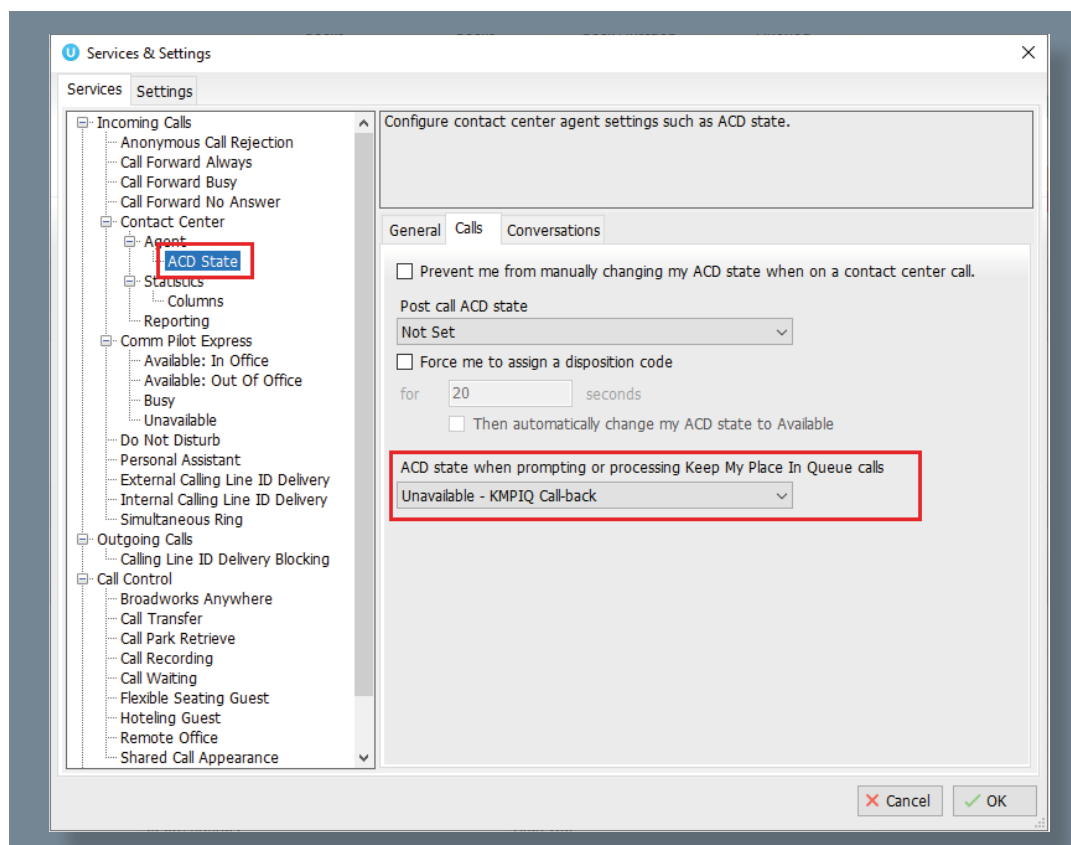 Services & Settings
Services Settings
Incoming Calls
Anonymous Call Rejection
Call Forward Always
Call Forward Busy
Call Forward No Answer
Contact Center
Agent
ACD State
Statistics
Columns
Reporting
Comm Pilot Express
Available: In Office
Available: Out Of Office
Busy
Unavailable
Do Not Disturb
Personal Assistant
External Calling Line ID Delivery
Internal Calling Line ID Delivery
Simultaneous Ring
Outgoing Calls
Calling Line ID Delivery Blocking
Call Control
Broadworks Anywhere
Call Transfer
Call Park Retrieve
Call Recording
Call Waiting
Flexible Seating Guest
Hoteling Guest
Remote Office
Shared Call Appearance
Configure contact center agent settings such as ACD state.
General Calls Conversations
Prevent me from manually changing my ACD state when on a contact center call.
Post call ACD state
Not Set
Force me to assign a disposition code
for 20 seconds
Then automatically change my ACD state to Available
ACD state when prompting or processing Keep My Place In Queue calls
Unavailable - KMPIQ Call-back
Cancel OK